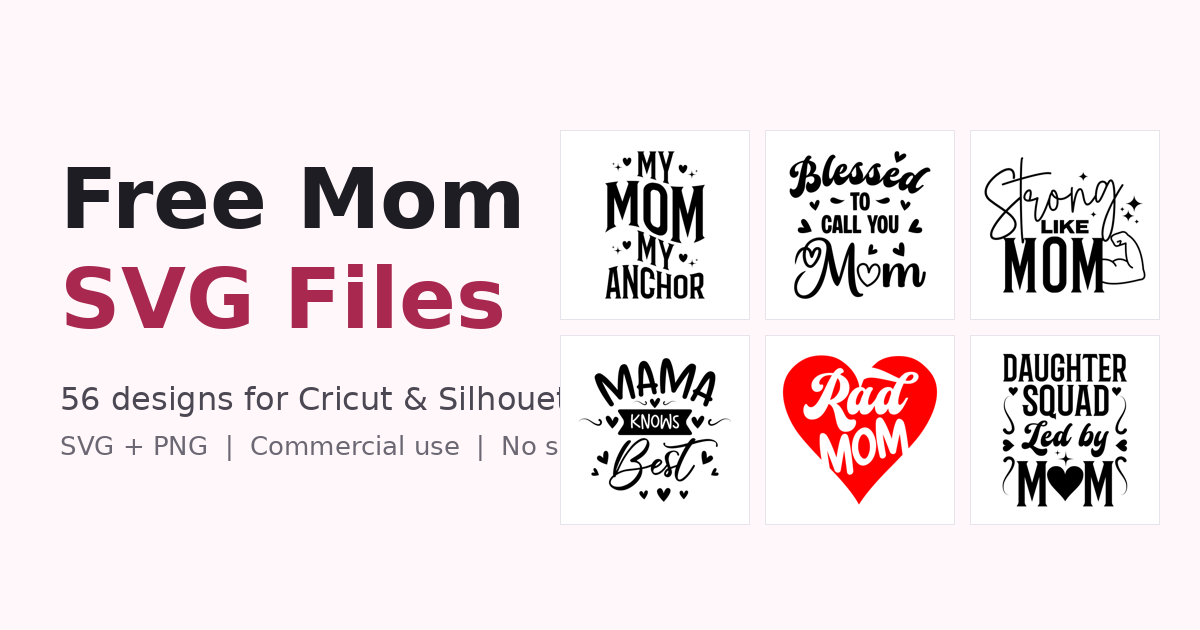 Free Mom
SVG Files
56 designs for Cricut & Silhouet
SVG + PNG | Commercial use | No s
MY
MOM
MY
ANCHOR
Blessed
TO
CALL YOU
Mom
Strong
LIKE
MOM
MAMA
KNOWS
Best
Rad
MOM
DAUGHTER
SQUAD
Led by
M♥M